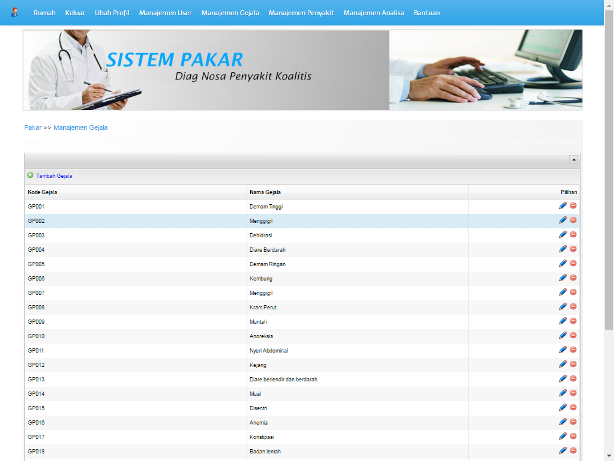 Rumah Keluar Ubah Profil Manajemen User Manajemen Gejala Manajemen Penyakit Manajemen Analisa Bantuan
SISTEM PAKAR
Diag Nosa Penyakit Koalitis
Pakar >> Manajemen Gejala
Tambah Gejala
Kode Gejala Nama Gejala Pilihan
GP001 Demam Tinggi
GP002 Menggigil
GP003 Dehidrasi
GP004 Diare Berdarah
GP005 Demam Ringan
GP006 Kembung
GP007 Menggigil
GP008 Kram Perut
GP009 Muntah
GP010 Anoreksia
GP011 Nyeri Abdominal
GP012 Kejang
GP013 Diare berlendir dan berdarah
GP014 Mual
GP015 Disentri
GP016 Anemia
GP017 Konstipasi
GP018 Badan lemah